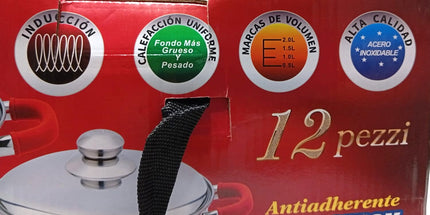 INDUCCIÓN
CALEFACCIÓN UNIFORME
Fondo Más
Grueso
Y
Pesado
MARCAS DE VOLUMEN
2.0L
1.5L
1.0L
0.5L
ALTA CALIDAD
ACERO
INOXIDABLE
12 pezzi
Antiadherente